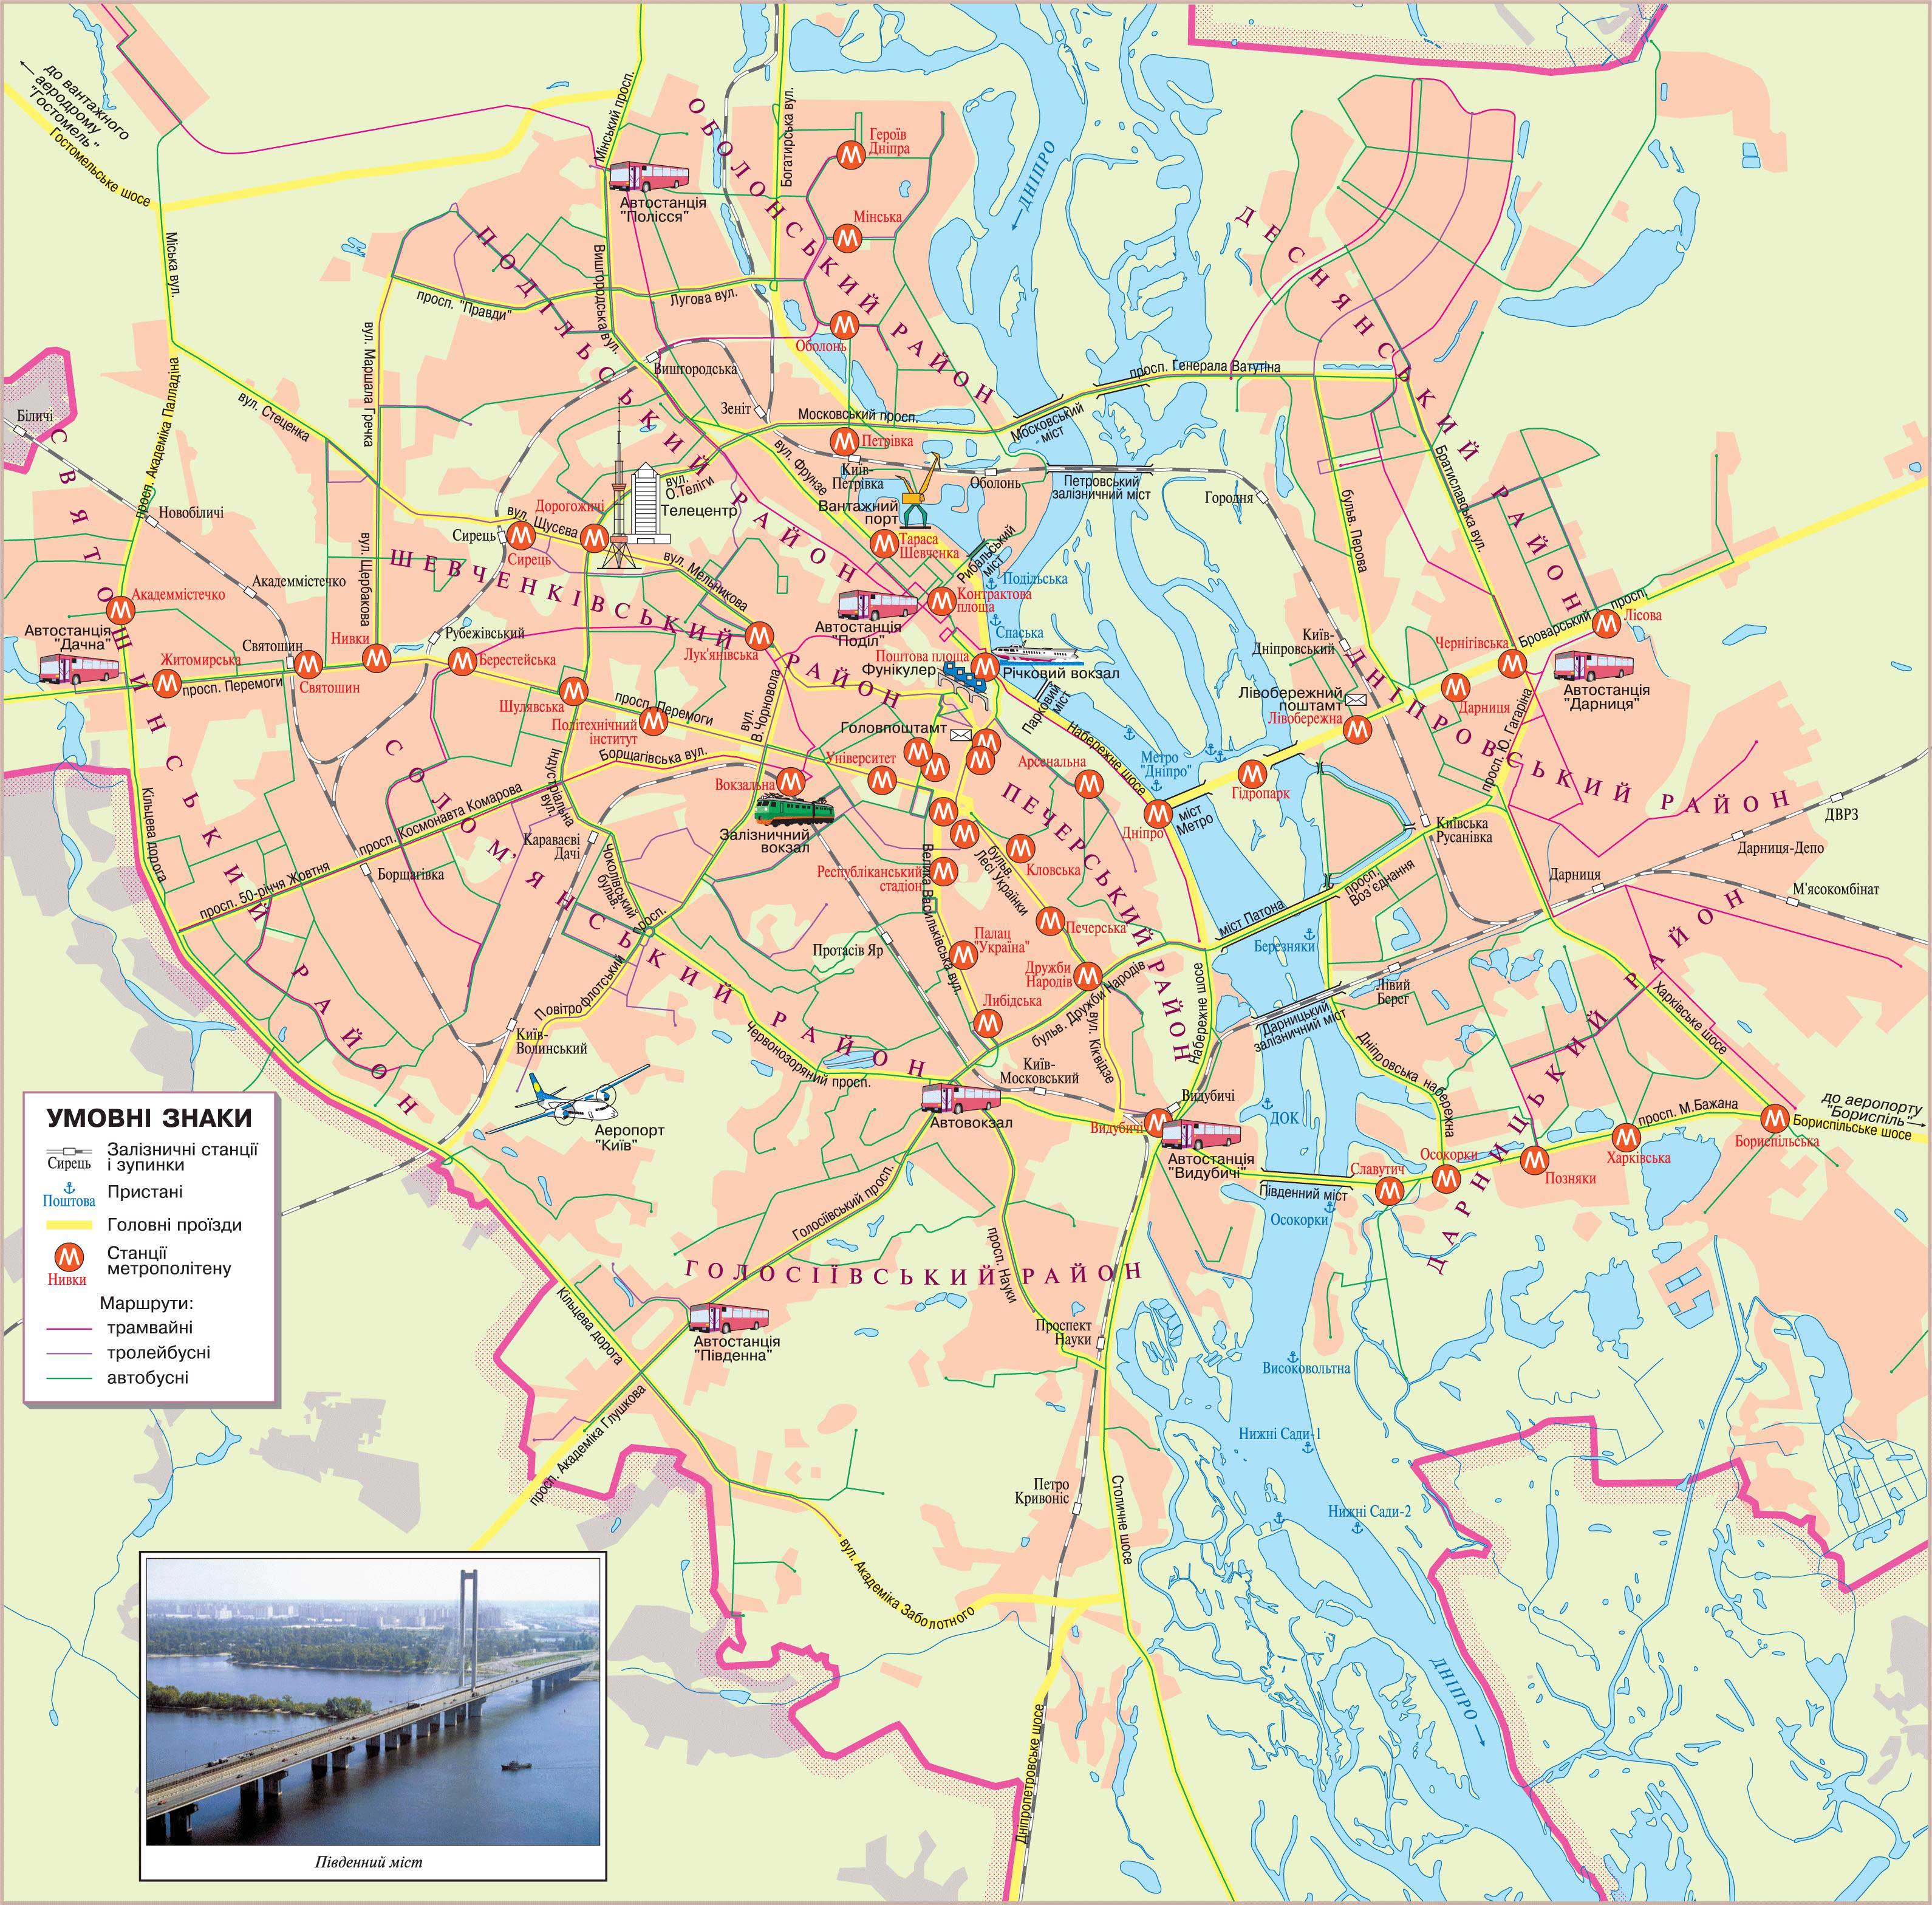 до вантажного
аеродрому
"Гостомель"
Гостомельське шосе
Міська вул.
Мінський просп.
Автостанція
"Полісся"
Богатирська вул.
Героїв
Дніпра
Мінська
ОБОЛОНСЬКИЙ РАЙОН
ДНІПРО
ДЕСНЯНСЬКИЙ РАЙОН
ПОДІЛЬСЬКИЙ РАЙОН
просп. "Правди"
Вишгородська вул.
Лугова вул.
Оболонь
Вишгородська
Зеніт
Московський просп.
Московський
міст
просп. Генерала Ватутіна
Петрівка
вул. Фрунзе
Київ-
Петрівка
Оболонь
Петровський
залізничний міст
Городня
вул. Маршала Гречка
вул. Стеценка
просп. Академіка Палладіна
Біличі
Новобіличі
Академмістечко
Академмістечко
СВЯТОШИНСЬКИЙ РАЙОН
Автостанція
"Дачна"
Житомирська
просп. Перемоги
Святошин
Святошин
Нивки
вул. Щербакова
Рубежівський
Берестейська
Сирець
Сирець
вул. Щусєва
Дорогожичі
вул.
О.Теліги
Телецентр
вул. Мельникова
ШЕВЧЕНКІВСЬКИЙ РАЙОН
Лук'янівська
Вантажний
порт
Тараса
Шевченка
Рибальський
міст
Подільська
Контрактова
площа
Автостанція
"Поділ"
Спаська
Поштова площа
Фунікулер
Річковий вокзал
Парковий
міст
Набережне шосе
Головпоштамт
Шулявська
Політехнічний
інститут
просп. Перемоги
вул.
В.Чорновола
Борщагівська вул.
Індустріальна
вул.
Університет
Вокзальна
Залізничний
вокзал
Арсенальна
Метро
"Дніпро"
Дніпро
міст
Метро
Гідропарк
Лівобережна
Лівобережний
поштамт
Київ-
Дніпровський
бульв. Перова
Братиславська вул.
Броварський просп.
Лісова
Чернігівська
Дарниця
Автостанція
"Дарниця"
просп. Ю. Гагаріна
ДНІПРОВСЬКИЙ РАЙОН
ДВРЗ
Дарниця-Депо
М'ясокомбінат
Дарниця
Київська
Русанівка
просп.
Воз'єднання
міст Патона
Березняки
Лівий
Берег
Дарницький
залізничний міст
ПЕЧЕРСЬКИЙ РАЙОН
Кловська
бульв.
Лесі Українки
Республіканський
стадіон
Велика Васильківська вул.
Печерська
Палац
"Україна"
Дружби
Народів
Либідська
бульв. Дружби Народів
вул. Кіквідзе
Набережне шосе
СОЛОМ'ЯНСЬКИЙ РАЙОН
просп. Космонавта Комарова
просп. 50-річчя Жовтня
Кільцева дорога
Борщагівка
Караваєві
Дачі
Чоколівський
бульв.
просп.
Повітрофлотський
Протасів Яр
Київ-
Волинський
Аеропорт
"Київ"
Червонозоряний просп.
Автовокзал
Київ-
Московський
Видубичі
Видубичі
Автостанція
"Видубичі"
ДОК
Південний міст
Осокорки
Славутич
Осокорки
Позняки
Харківська
просп. М.Бажана
Бориспільська
до аеропорту
"Бориспіль"
Бориспільське шосе
Харківське шосе
Дніпровська набережна
ДАРНИЦЬКИЙ РАЙОН
Голосіївський просп.
просп. Науки
ГОЛОСІЇВСЬКИЙ РАЙОН
Автостанція
"Південна"
Кільцева дорога
просп. Академіка Глушкова
Проспект
Науки
Високовольтна
Нижні Сади-1
Нижні Сади-2
Петро
Кривоніс
Столичне шосе
вул. Академіка Заболотного
Дніпропетровське шосе
ДНІПРО
УМОВНІ ЗНАКИ
Сирець
Залізничні станції
і зупинки
Поштова
Пристані
Головні проїзди
Нивки
Станції
метрополітену
Маршрути:
трамвайні
тролейбусні
автобусні
Південний міст